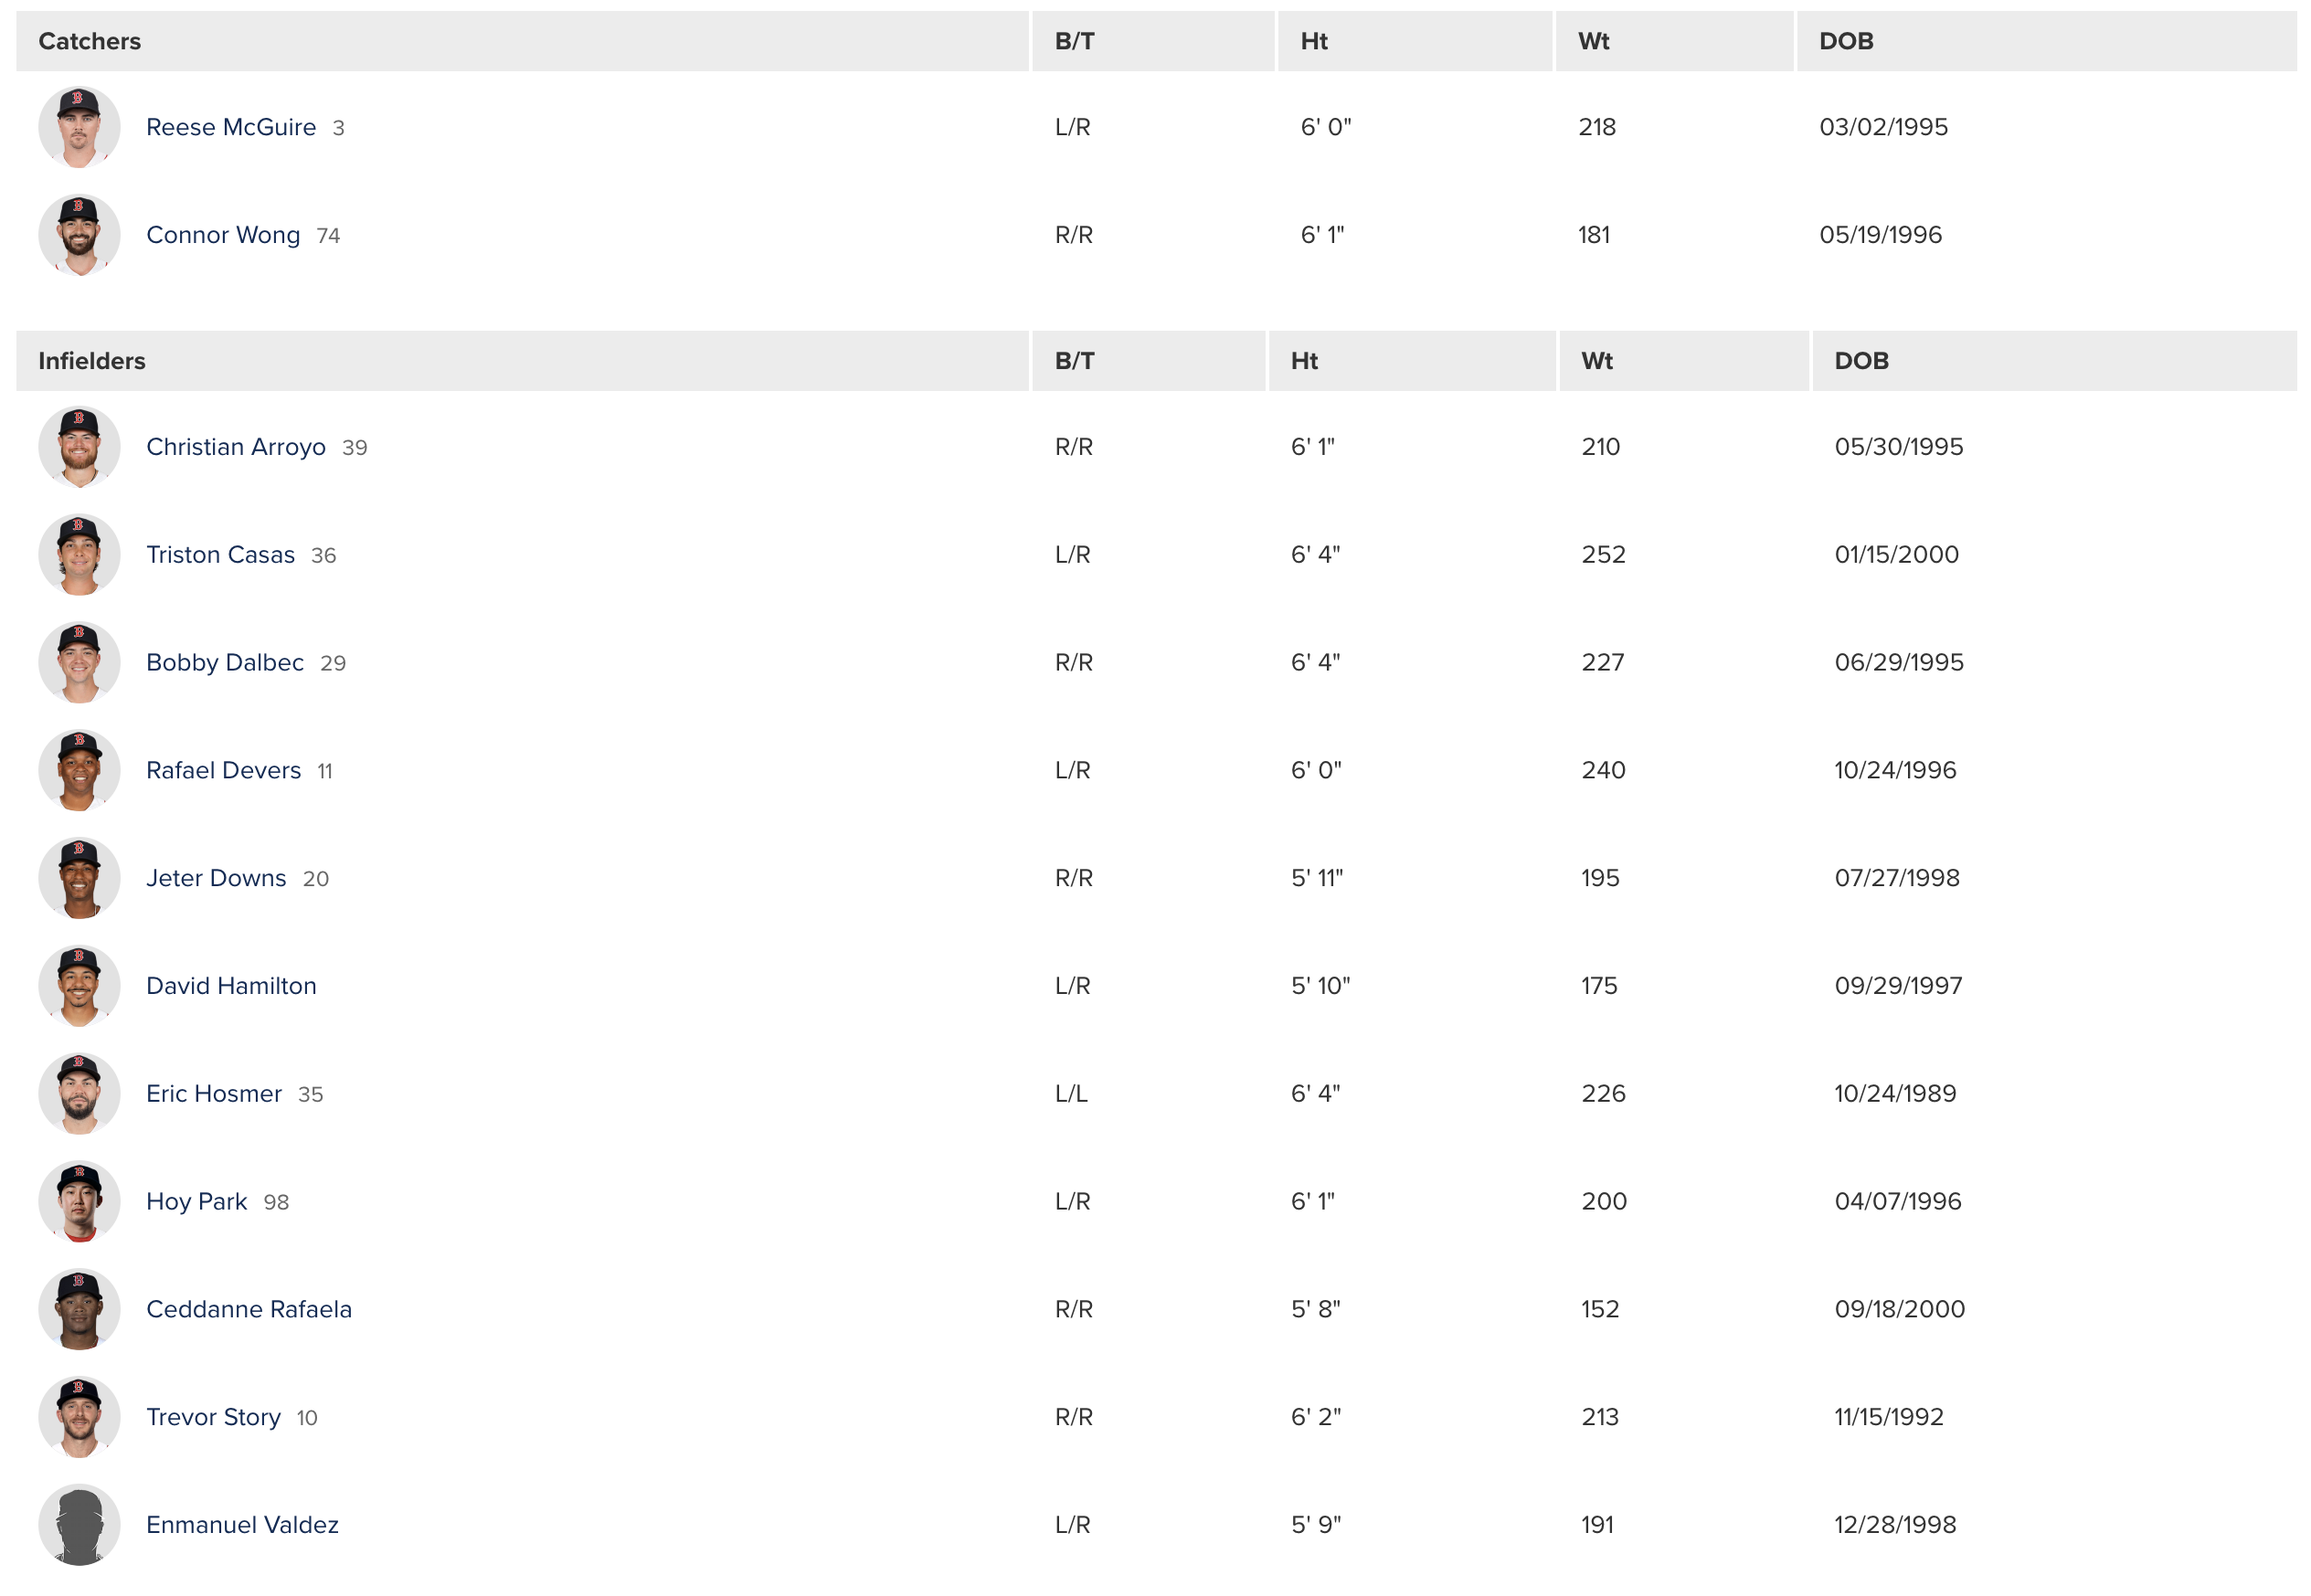 Catchers B/T Ht Wt DOB
Reese McGuire 3 L/R 6' 0" 218 03/02/1995
Connor Wong 74 R/R 6' 1" 181 05/19/1996
Infielders B/T Ht Wt DOB
Christian Arroyo 39 R/R 6' 1" 210 05/30/1995
Triston Casas 36 L/R 6' 4" 252 01/15/2000
Bobby Dalbec 29 R/R 6' 4" 227 06/29/1995
Rafael Devers 11 L/R 6' 0" 240 10/24/1996
Jeter Downs 20 R/R 5' 11" 195 07/27/1998
David Hamilton L/R 5' 10" 175 09/29/1997
Eric Hosmer 35 L/L 6' 4" 226 10/24/1989
Hoy Park 98 L/R 6' 1" 200 04/07/1996
Ceddanne Rafaela R/R 5' 8" 152 09/18/2000
Trevor Story 10 R/R 6' 2" 213 11/15/1992
Enmanuel Valdez L/R 5' 9" 191 12/28/1998